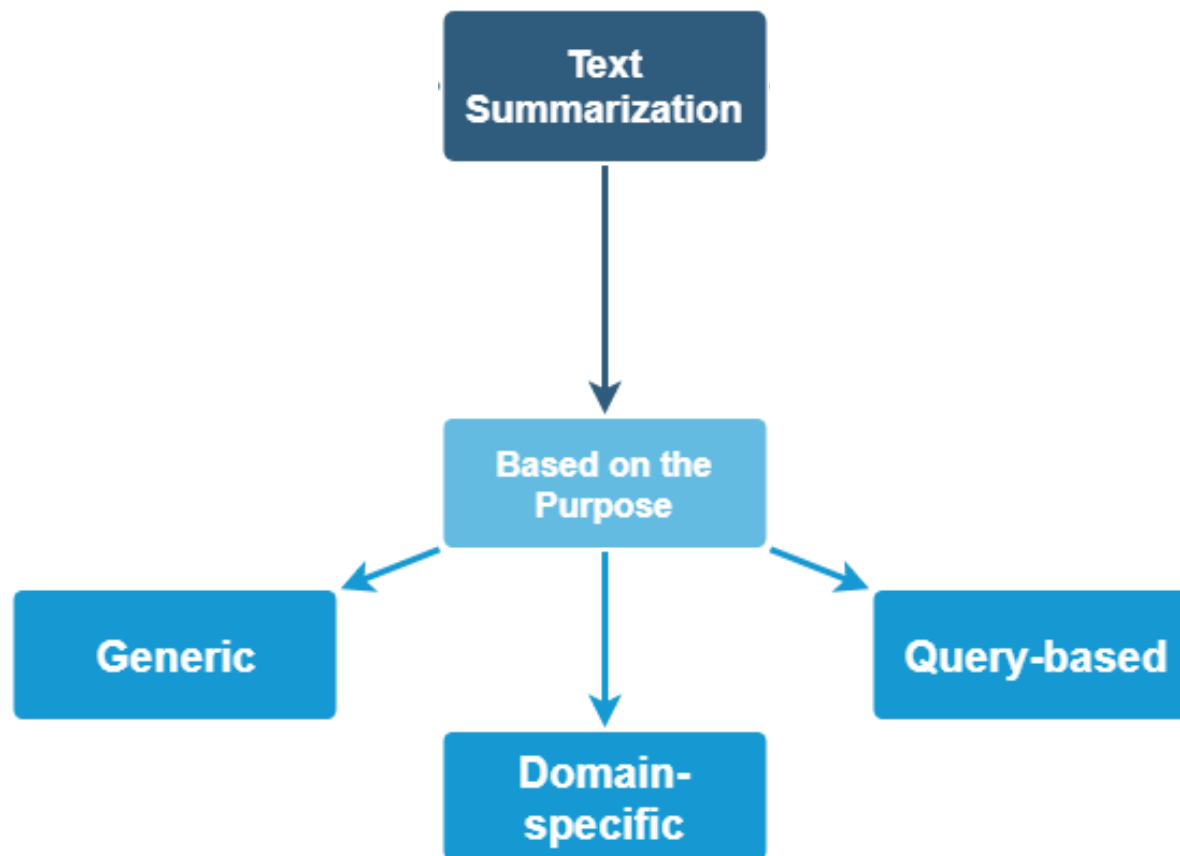 Text
Summarization
Based on the
Purpose
Generic
Query-based
Domain-
specific